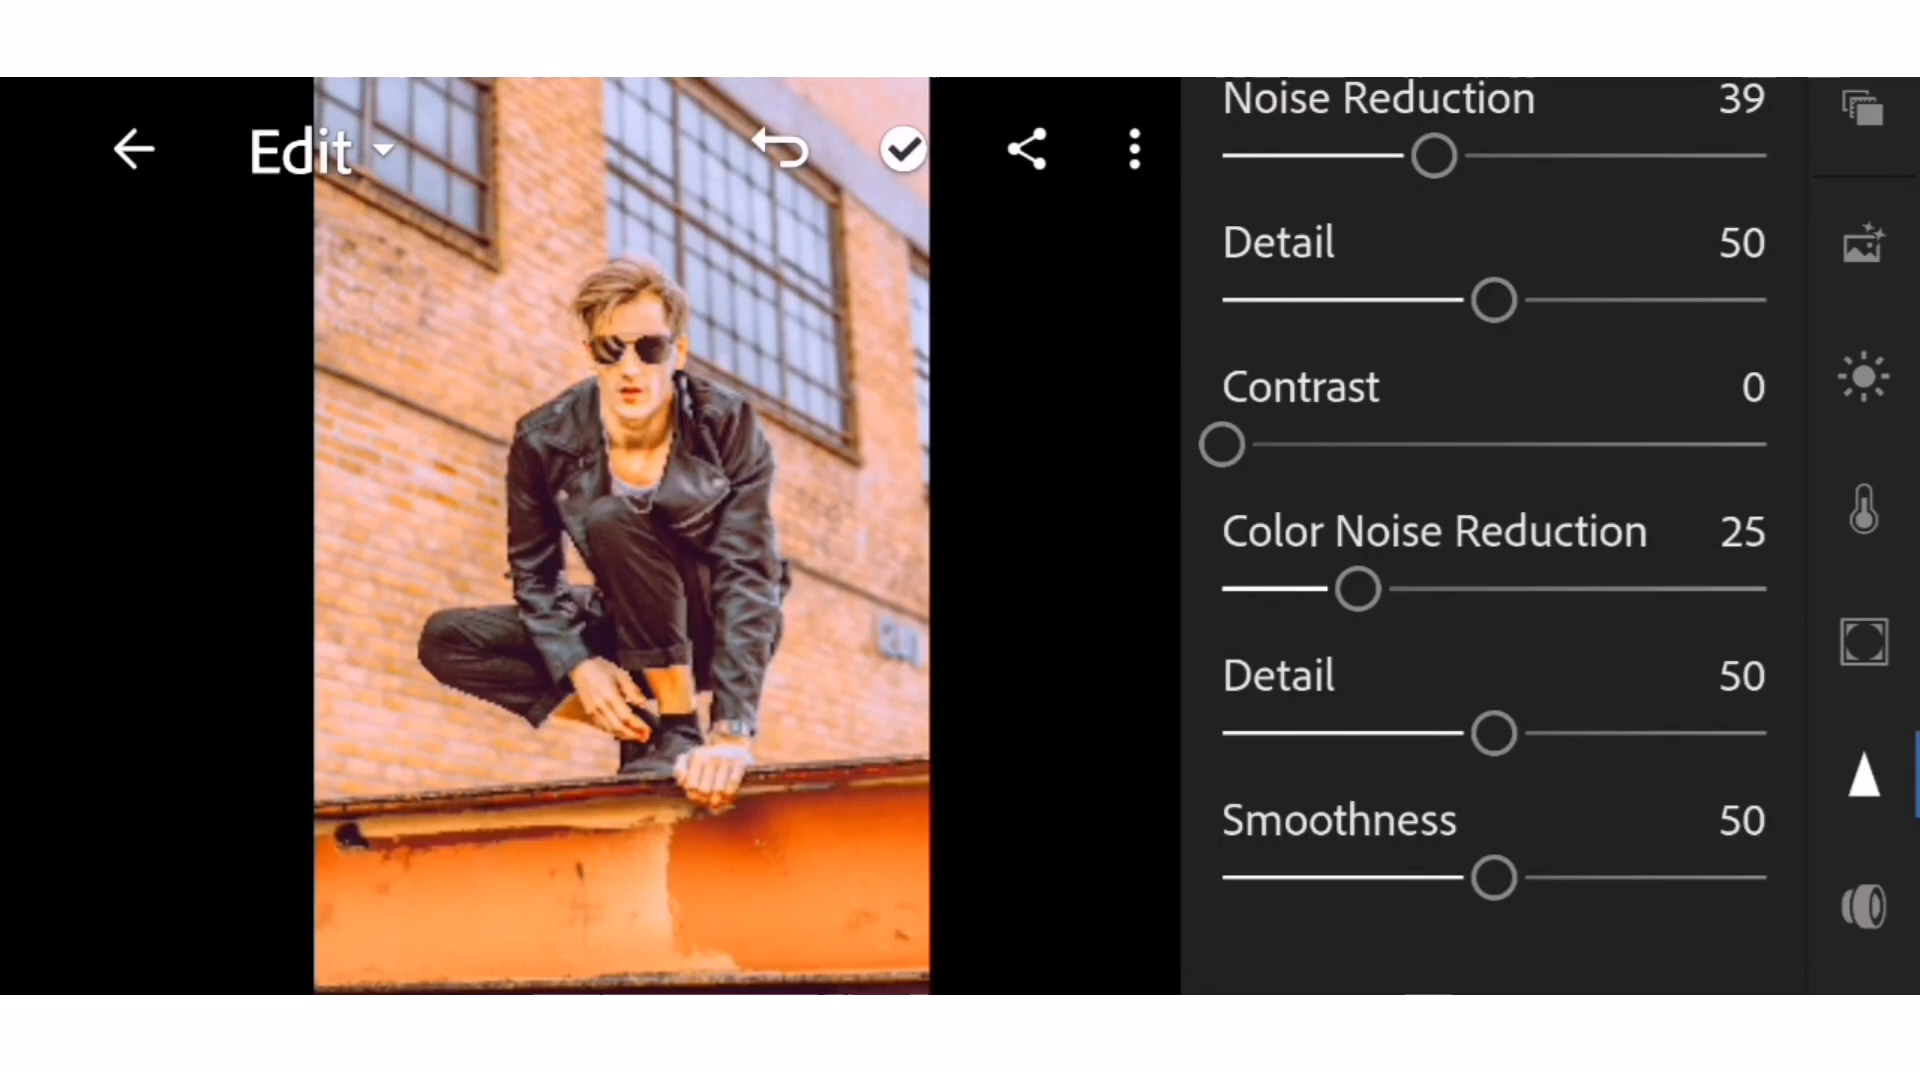 Edit
Noise Reduction 39
Detail 50
Contrast 0
Color Noise Reduction 25
Detail 50
Smoothness 50